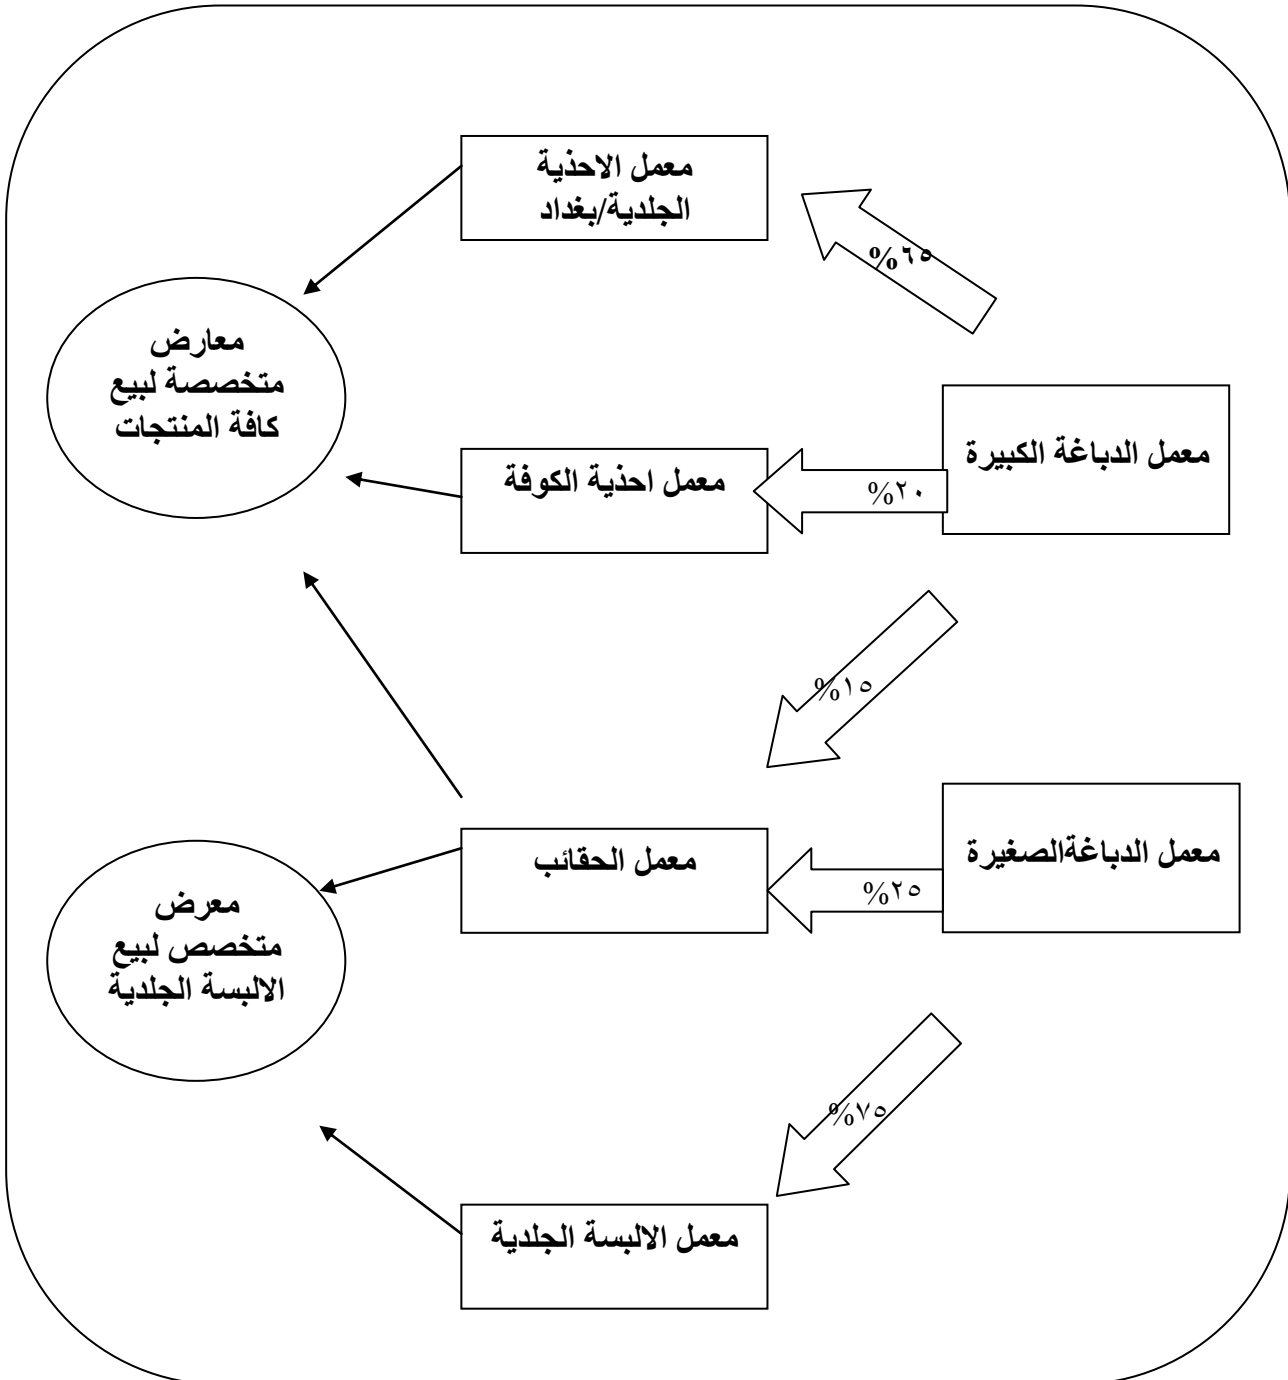 معمل الاحذية
الجلدية/بغداد
%٦٥
معارض
متخصصة لبيع
كافة المنتجات
معمل الدباغة الكبيرة
معمل احذية الكوفة
%٢٠
%١٥
معمل الدباغةالصغيرة
معمل الحقائب
%٢٥
معرض
متخصص لبيع
الالبسة الجلدية
%٧٥
معمل الالبسة الجلدية